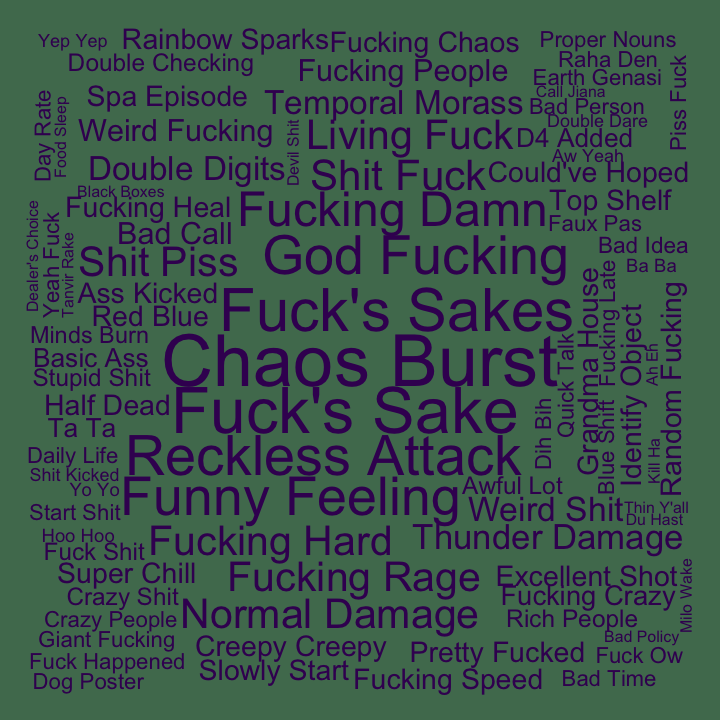 Yep Yep
Rainbow Sparks
Fucking Chaos
Proper Nouns
Double Checking
Fucking People
Raha Den
Earth Genasi
Call Jiana
Piss Fuck
Day Rate
Food Sleep
Spa Episode
Temporal Morass
Bad Person
Double Dare
Weird Fucking
Devil Shit
Living Fuck
D4 Added
Aw Yeah
Double Digits
Shit Fuck
Could've Hoped
Black Boxes
Fucking Heal
Fucking Damn
Top Shelf
Faux Pas
Dealer's Choice
Yeah Fuck
Tanvir Rake
Bad Call
Bad Idea
Shit Piss
God Fucking
Ba Ba
Ass Kicked
Red Blue
Fuck's Sakes
Grandma House
Fucking Late
Random Fucking
Minds Burn
Chaos Burst
Quick Talk
Identify Object
Ah Eh
Basic Ass
Stupid Shit
Half Dead
Fuck's Sake
Dih Bih
Blue Shift
Kill Ha
Ta Ta
Daily Life
Reckless Attack
Shit Kicked
Yo Yo
Funny Feeling
Awful Lot
Start Shit
Weird Shit
Thin Y'all
Du Hast
Hoo Hoo
Fuck Shit
Fucking Hard
Thunder Damage
Super Chill
Fucking Rage
Excellent Shot
Milo Wake
Crazy Shit
Fucking Crazy
Crazy People
Normal Damage
Rich People
Giant Fucking
Creepy Creepy
Pretty Fucked
Bad Policy
Fuck Ow
Fuck Happened
Slowly Start
Fucking Speed
Bad Time
Dog Poster